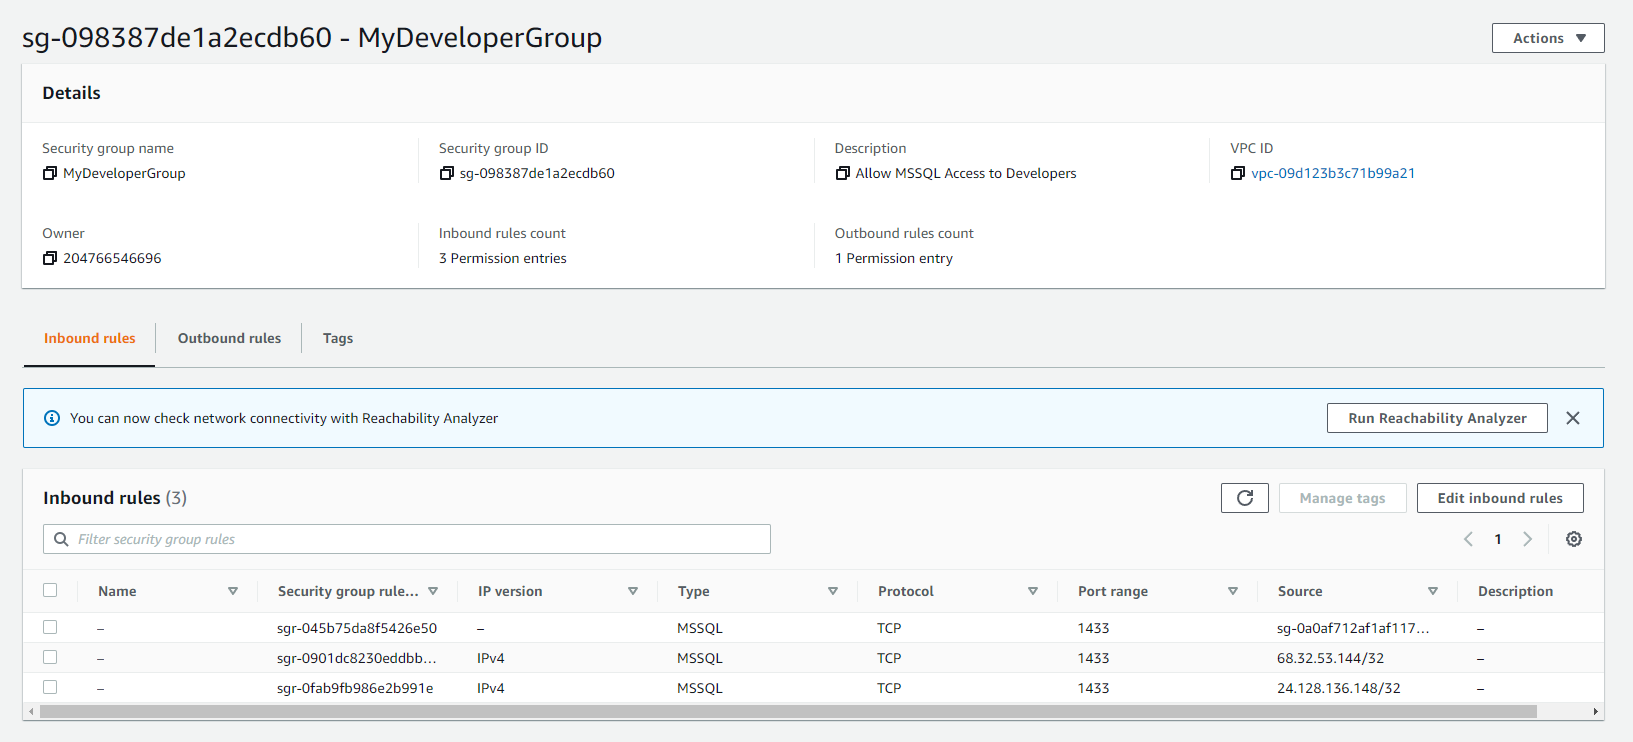 sg-098387de1a2ecdb60 - MyDeveloperGroup
Actions
Details
Security group name
MyDeveloperGroup
Security group ID
sg-098387de1a2ecdb60
Description
Allow MSSQL Access to Developers
VPC ID
vpc-09d123b3c71b99a21
Owner
204766546696
Inbound rules count
3 Permission entries
Outbound rules count
1 Permission entry
Inbound rules Outbound rules Tags
You can now check network connectivity with Reachability Analyzer
Run Reachability Analyzer
Inbound rules (3)
Manage tags
Edit inbound rules
Filter security group rules
1
Name Security group rule... IP version Type Protocol Port range Source Description
– sgr-045b75da8f5426e50 – MSSQL TCP 1433 sg-0a0af712af1af117... –
– sgr-0901dc8230eddbb... IPv4 MSSQL TCP 1433 68.32.53.144/32 –
– sgr-0fab9fb986e2b991e IPv4 MSSQL TCP 1433 24.128.136.148/32 –